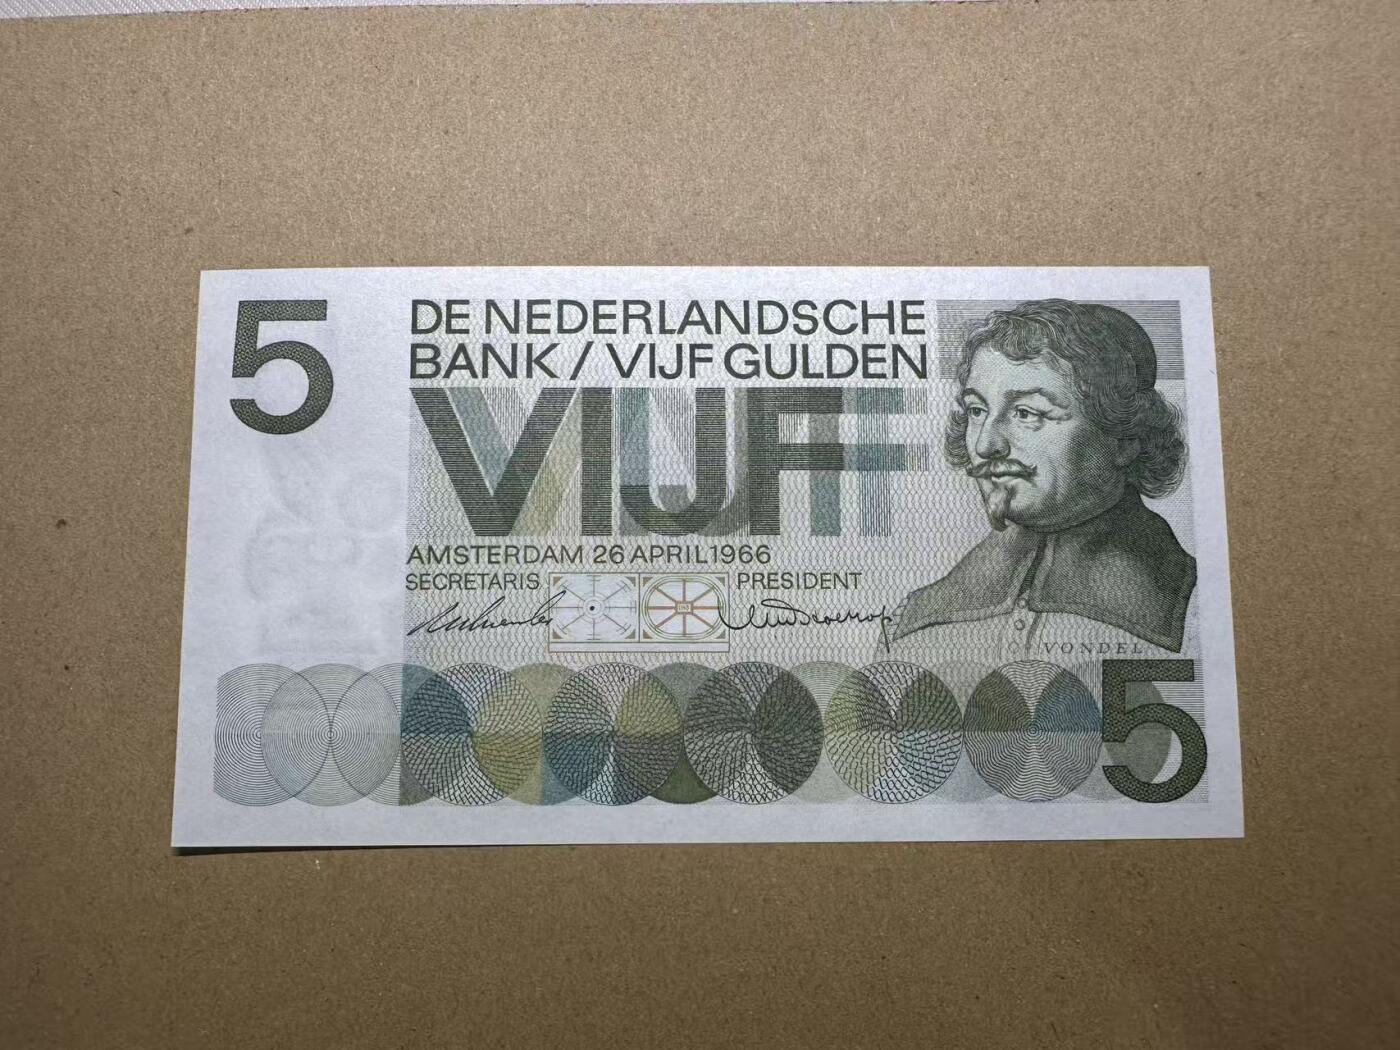 5
DE NEDERLANDSCHE
BANK / VIJF GULDEN
VIJF
AMSTERDAM 26 APRIL 1966
SECRETARIS PRESIDENT
VONDEL
5